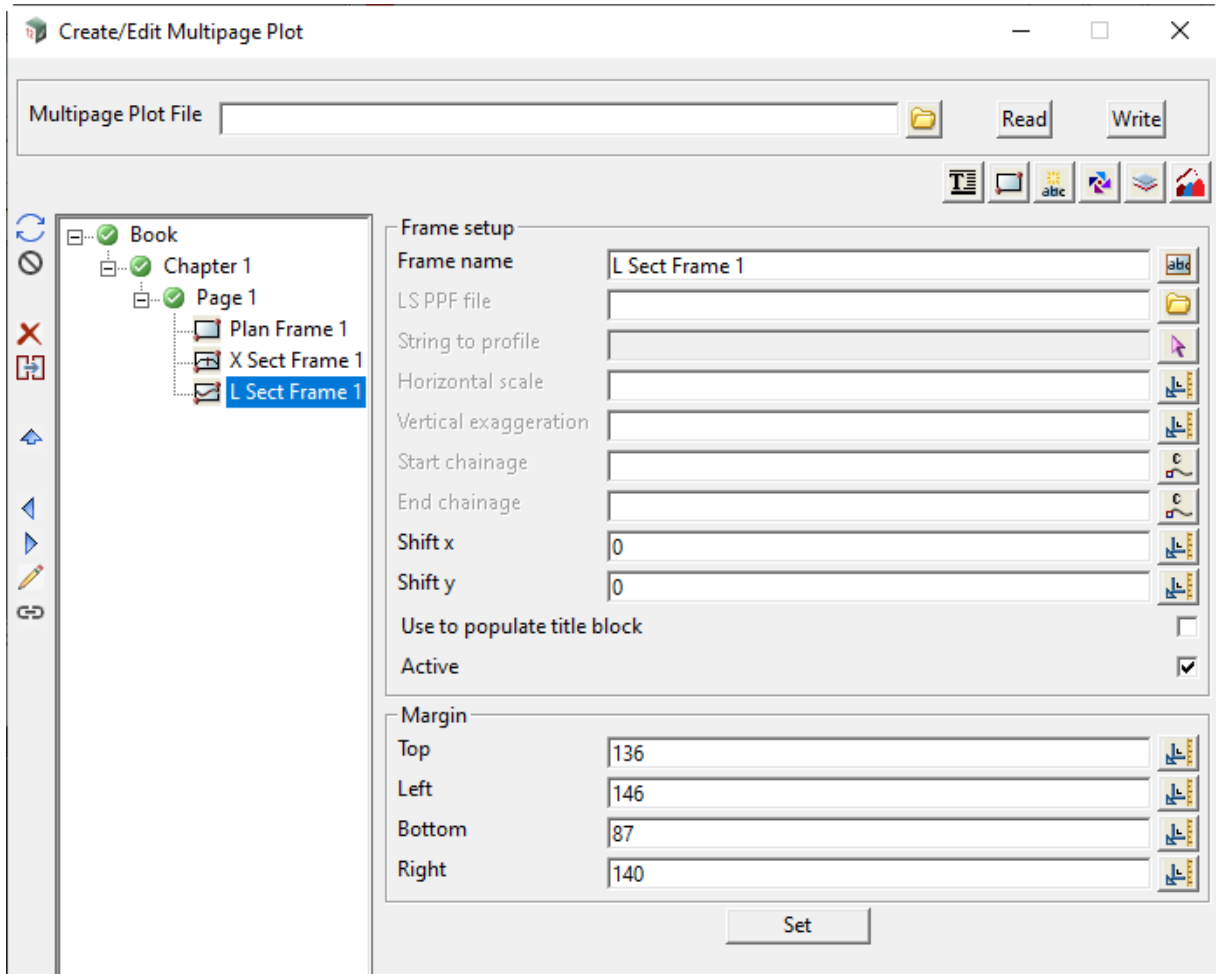 Create/Edit Multipage Plot
Multipage Plot File
Read
Write
abc
Book
Chapter 1
Page 1
Plan Frame 1
X Sect Frame 1
L Sect Frame 1
Frame setup
Frame name L Sect Frame 1
LS PPF file
String to profile
Horizontal scale
Vertical exaggeration
Start chainage
End chainage
Shift x 0
Shift y 0
Use to populate title block
Active
Margin
Top 136
Left 146
Bottom 87
Right 140
Set